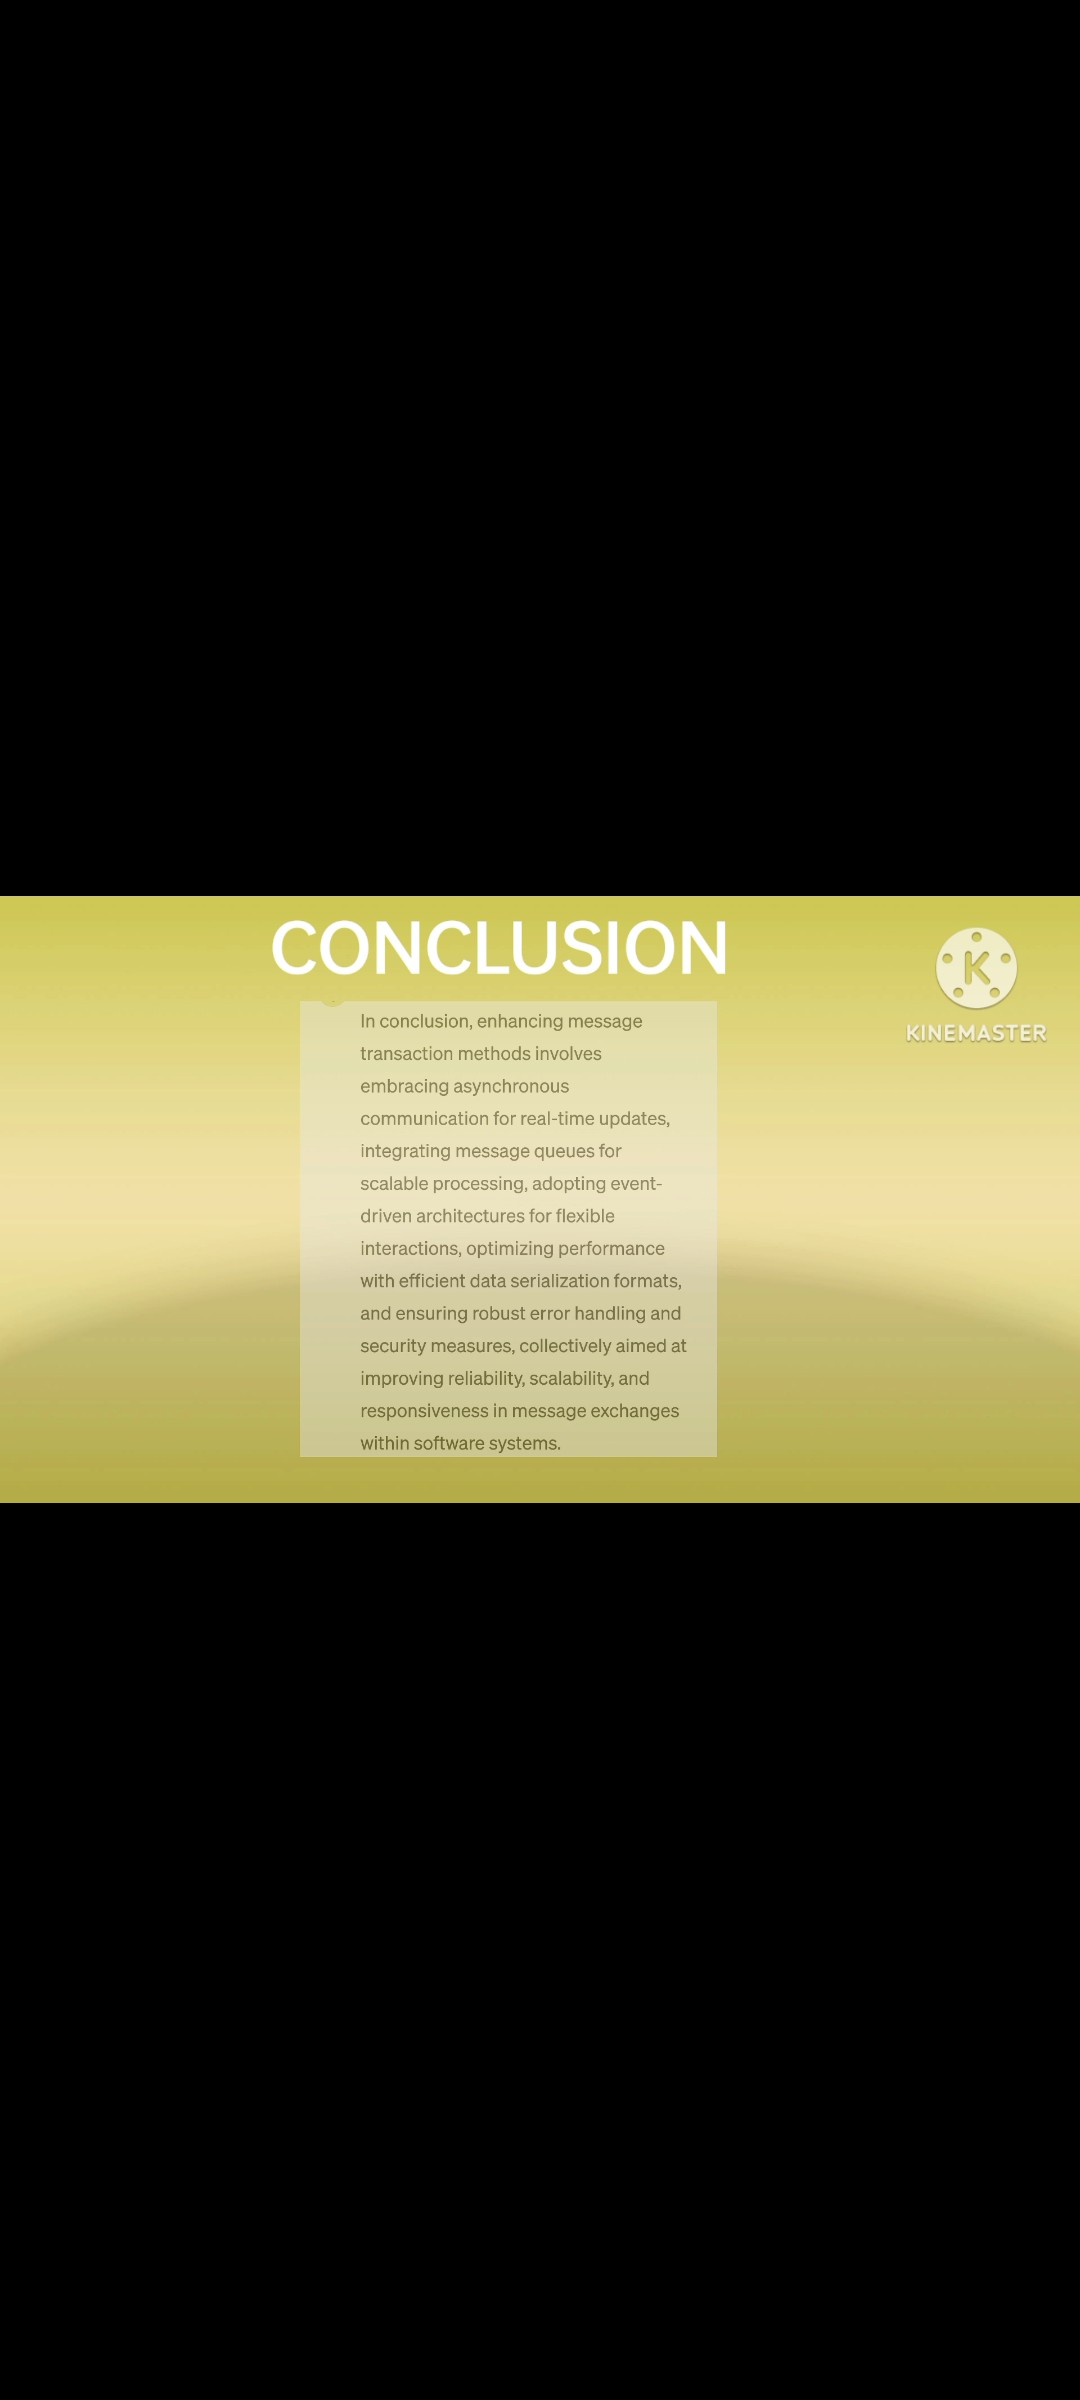 CONCLUSION
K
KINEMASTER
In conclusion, enhancing message
transaction methods involves
embracing asynchronous
communication for real-time updates,
integrating message queues for
scalable processing, adopting event-
driven architectures for flexible
interactions, optimizing performance
with efficient data serialization formats,
and ensuring robust error handling and
security measures, collectively aimed at
improving reliability, scalability, and
responsiveness in message exchanges
within software systems.